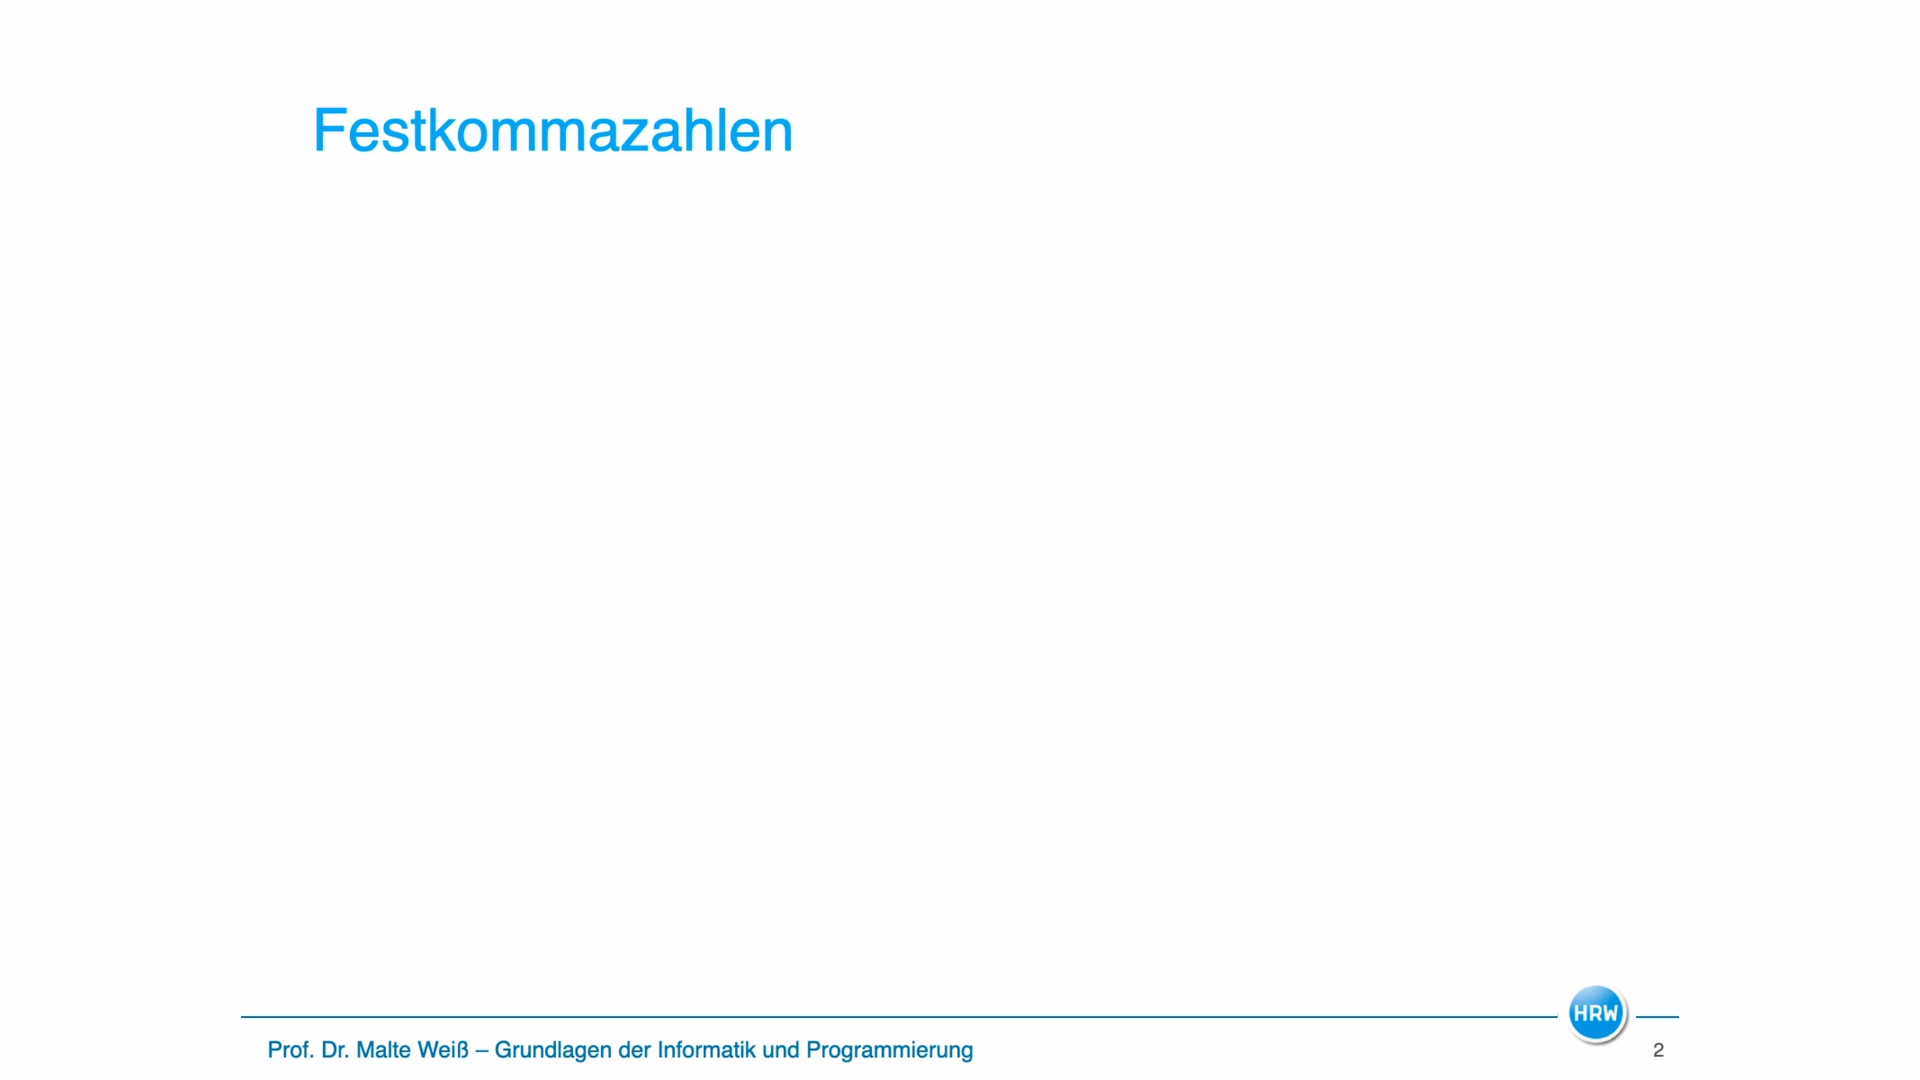 Festkommazahlen
HRW
Prof. Dr. Malte Weiß – Grundlagen der Informatik und Programmierung
2